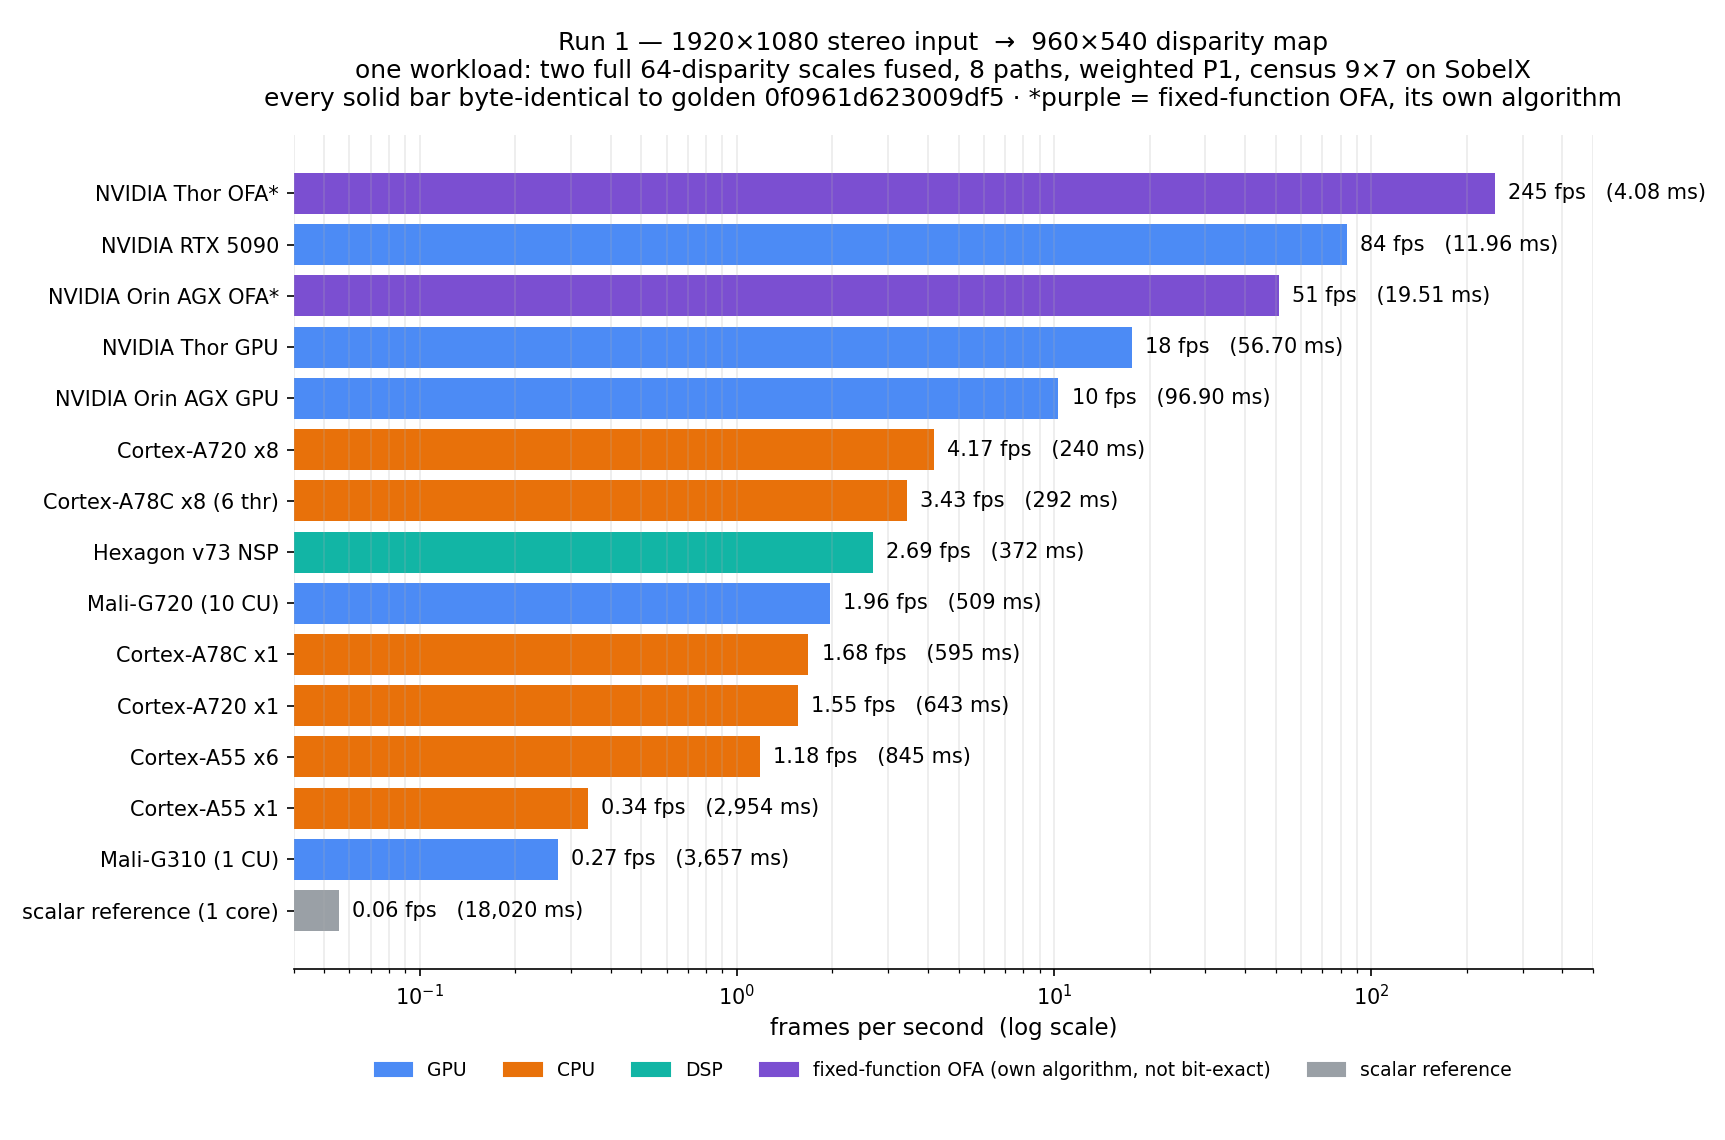 Run 1 — 1920×1080 stereo input → 960×540 disparity map
one workload: two full 64-disparity scales fused, 8 paths, weighted P1, census 9×7 on SobelX
every solid bar byte-identical to golden 0f0961d623009df5 · *purple = fixed-function OFA, its own algorithm
NVIDIA Thor OFA* 245 fps (4.08 ms)
NVIDIA RTX 5090 84 fps (11.96 ms)
NVIDIA Orin AGX OFA* 51 fps (19.51 ms)
NVIDIA Thor GPU 18 fps (56.70 ms)
NVIDIA Orin AGX GPU 10 fps (96.90 ms)
Cortex-A720 x8 4.17 fps (240 ms)
Cortex-A78C x8 (6 thr) 3.43 fps (292 ms)
Hexagon v73 NSP 2.69 fps (372 ms)
Mali-G720 (10 CU) 1.96 fps (509 ms)
Cortex-A78C x1 1.68 fps (595 ms)
Cortex-A720 x1 1.55 fps (643 ms)
Cortex-A55 x6 1.18 fps (845 ms)
Cortex-A55 x1 0.34 fps (2,954 ms)
Mali-G310 (1 CU) 0.27 fps (3,657 ms)
scalar reference (1 core) 0.06 fps (18,020 ms)
10⁻¹ 10⁰ 10¹ 10²
frames per second (log scale)
GPU CPU DSP fixed-function OFA (own algorithm, not bit-exact) scalar reference